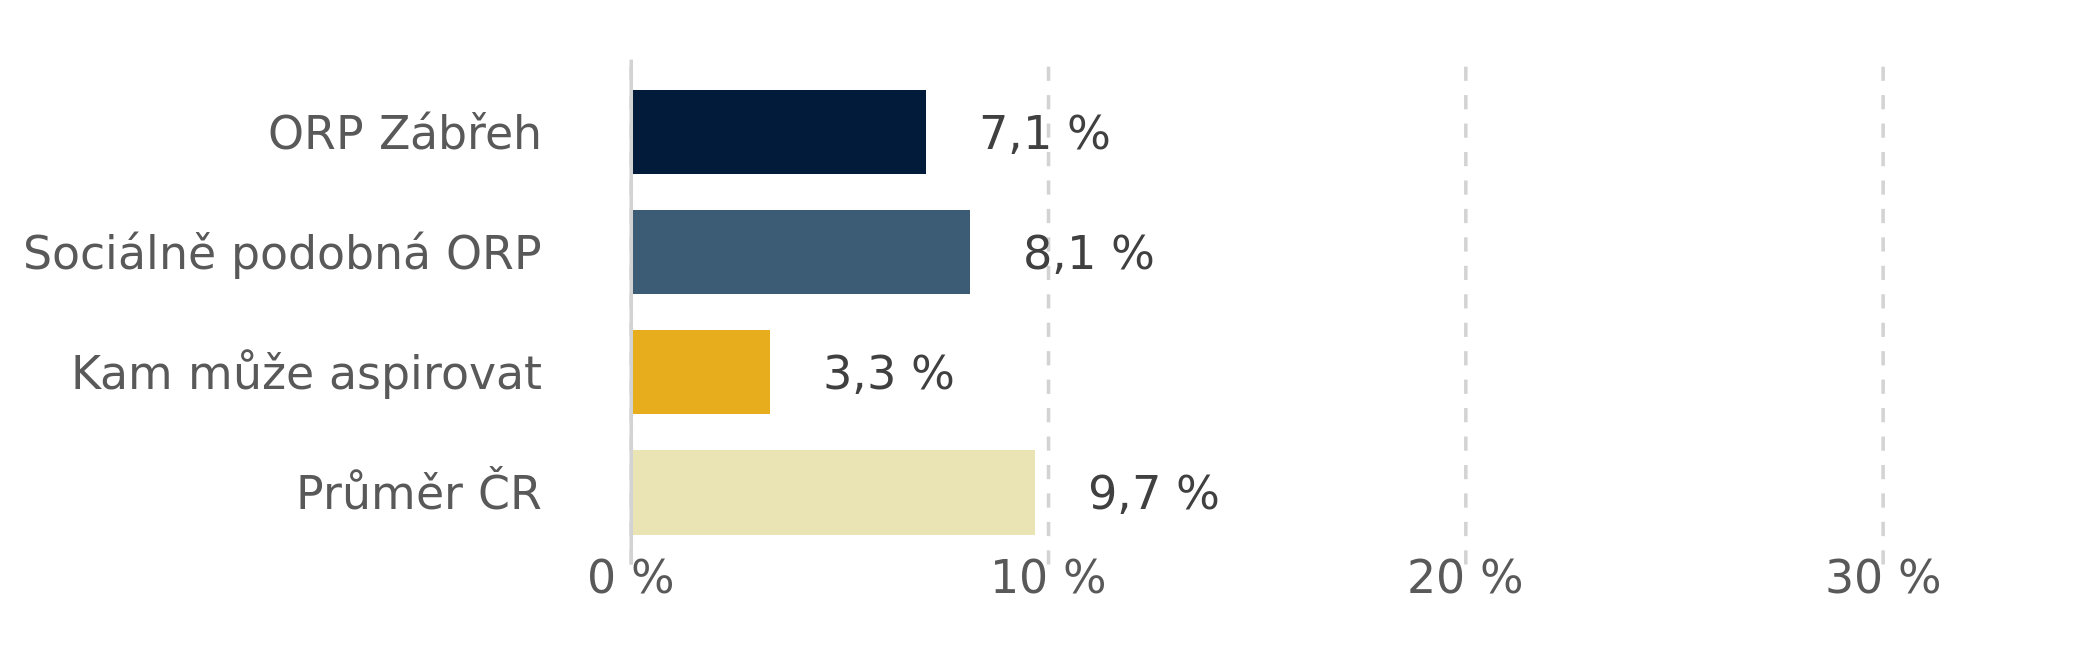 ORP Zábřeh 7,1 %
Sociálně podobná ORP 8,1 %
Kam může aspirovat 3,3 %
Průměr ČR 9,7 %
0 % 10 % 20 % 30 %